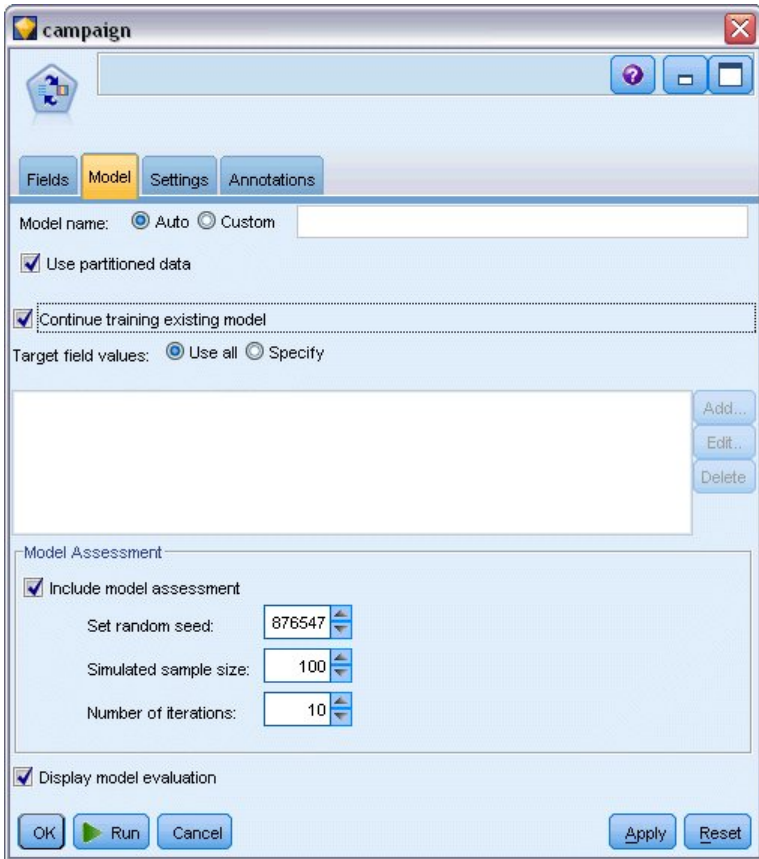 campaign
Fields Model Settings Annotations
Model name: Auto Custom
Use partitioned data
Continue training existing model
Target field values: Use all Specify
Add...
Edit..
Delete
Model Assessment
Include model assessment
Set random seed: 876547
Simulated sample size: 100
Number of iterations: 10
Display model evaluation
OK Run Cancel Apply Reset